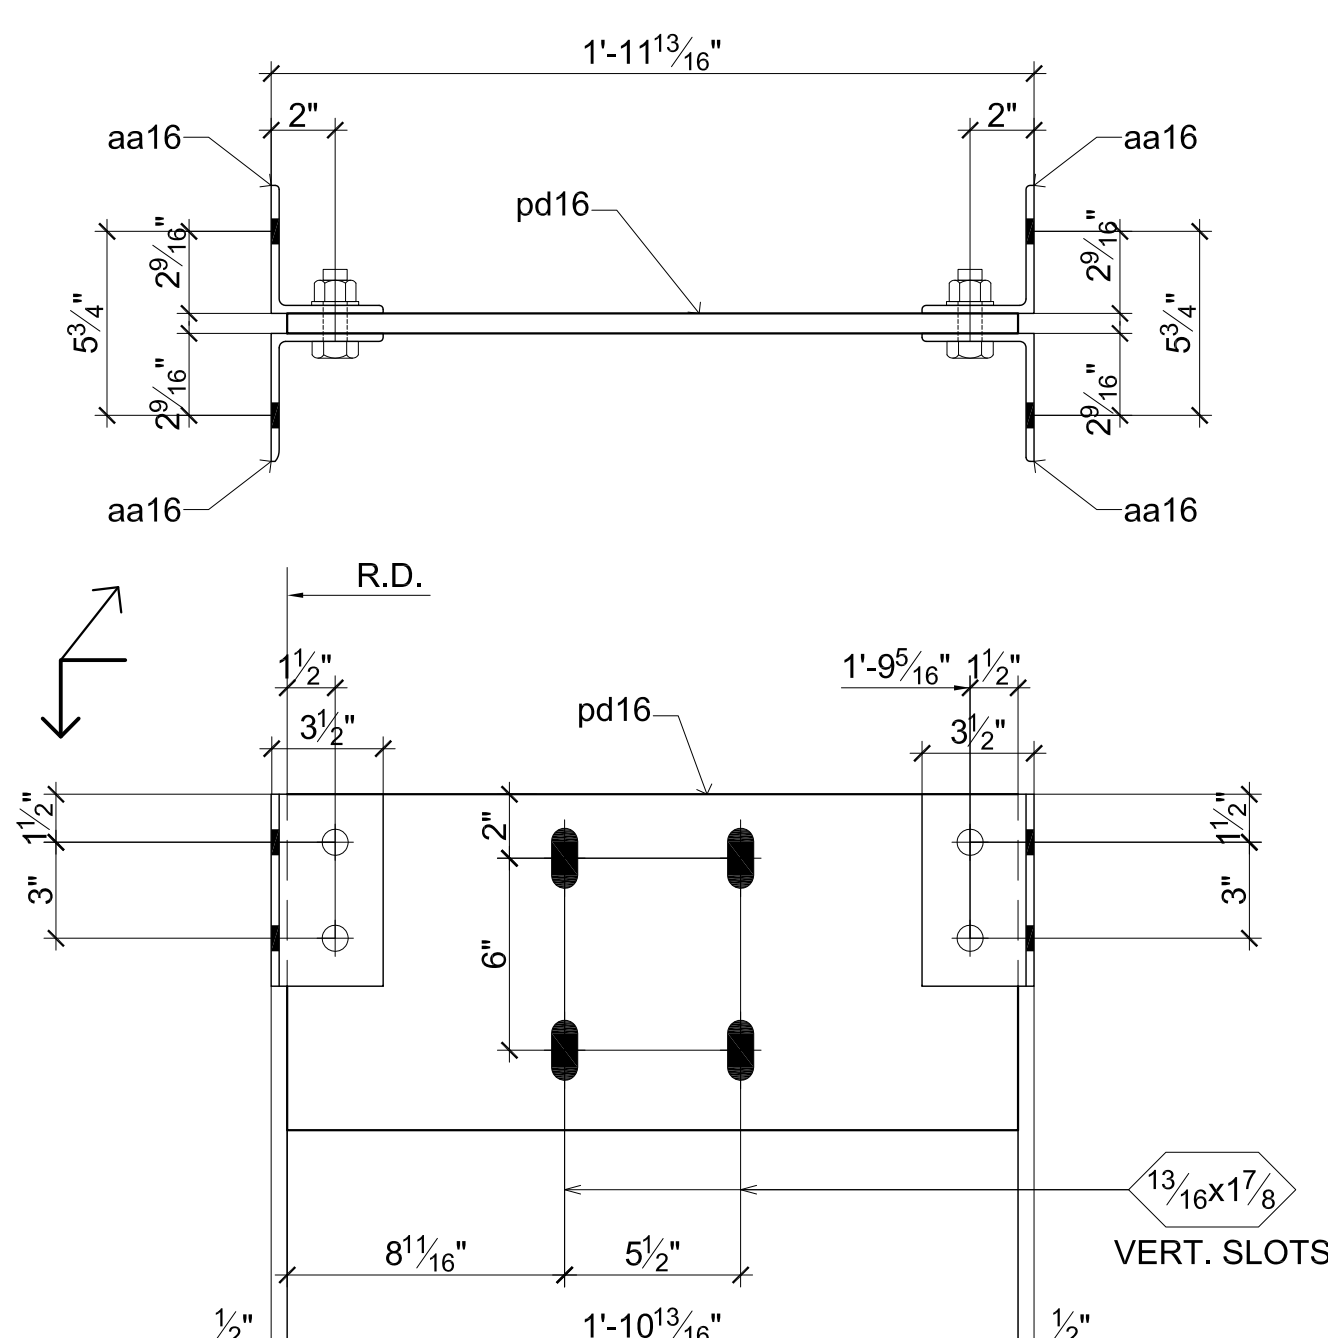 1'-11 13/16"
2" 2"
aa16 aa16
pd16
2 9/16" 2 9/16"
5 3/4" 5 3/4"
2 9/16" 2 9/16"
aa16 aa16
R.D.
1 1/2" 1'-9 5/16" 1 1/2"
pd16
3 1/2" 3 1/2"
1 1/2" 2" 1 1/2"
3" 6" 3"
13/16x1 7/8
VERT. SLOTS
8 11/16" 5 1/2"
1/2" 1'-10 13/16" 1/2"